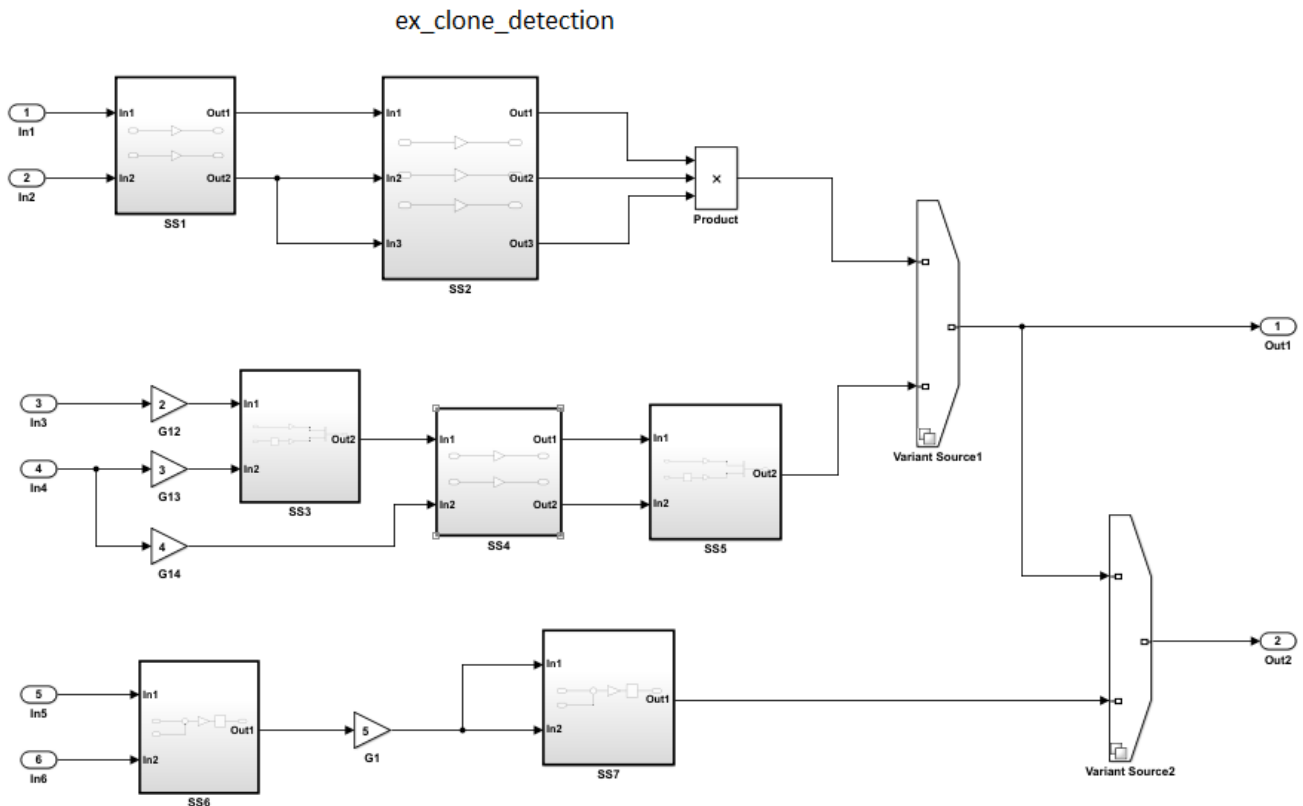 ex_clone_detection
1
In1
2
In2
In1
Out1
In2
Out2
SS1
In1
Out1
In2
Out2
In3
Out3
SS2
×
Product
Variant Source1
1
Out1
3
In3
4
In4
2
G12
3
G13
4
G14
In1
Out2
In2
SS3
In1
Out1
In2
Out2
SS4
In1
Out2
In2
SS5
5
In5
6
In6
In1
Out1
In2
SS6
5
G1
In1
Out1
In2
SS7
2
Out2
Variant Source2